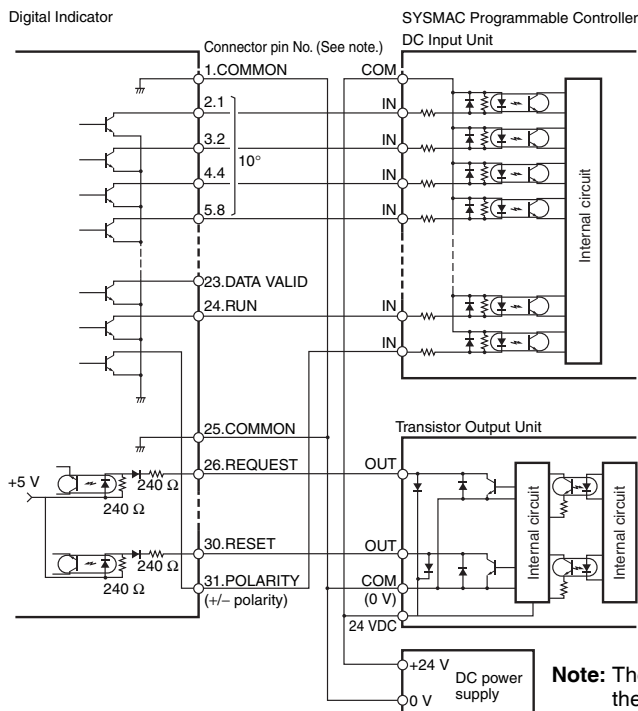 Digital Indicator
SYSMAC Programmable Controller
DC Input Unit
Connector pin No. (See note.)
1.COMMON
COM
2.1
IN
3.2
IN
10°
4.4
IN
5.8
IN
Internal circuit
23.DATA VALID
24.RUN
IN
IN
25.COMMON
Transistor Output Unit
26.REQUEST
OUT
+5 V
240 Ω
240 Ω
Internal circuit
Internal circuit
30.RESET
OUT
240 Ω
240 Ω
31.POLARITY
(+/− polarity)
COM
(0 V)
24 VDC
+24 V
DC power
supply
0 V
Note: The
the